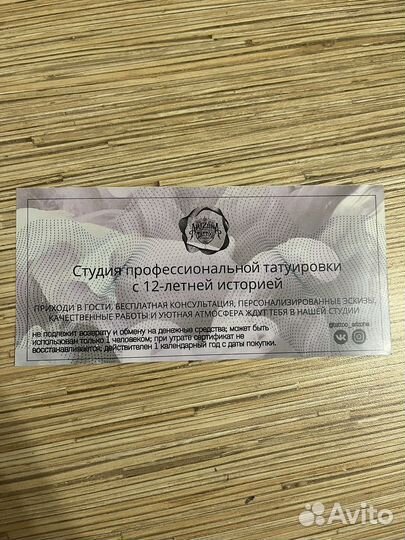 ARIZONA
Студия профессиональной татуировки
с 12-летней историей
ПРИХОДИ В ГОСТИ, БЕСПЛАТНАЯ КОНСУЛЬТАЦИЯ, ПЕРСОНАЛИЗИРОВАННЫЕ ЭСКИЗЫ,
КАЧЕСТВЕННЫЕ РАБОТЫ И УЮТНАЯ АТМОСФЕРА ЖДУТ ТЕБЯ В НАШЕЙ СТУДИИ
не подлежит возврату и обмену на денежные средства; может быть
использован только 1 человеком; при утрате сертификат не
восстанавливается; действителен 1 календарный год с даты покупки.
Avito